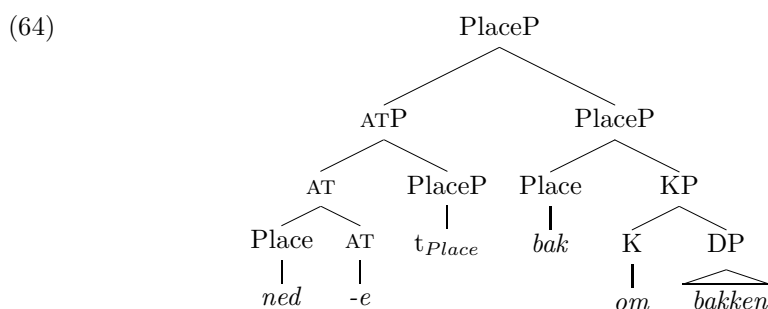 (64) PlaceP
ATP PlaceP
AT PlaceP Place KP
Place AT t_Place bak K DP
ned -e om bakken